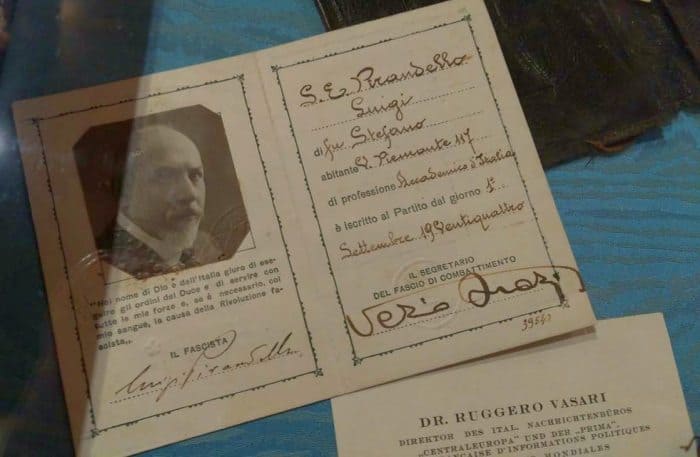 "Nel nome di Dio e dell'Italia giuro di ese-
guire gli ordini del Duce e di servire con
tutte le mie forze e, se è necessario, col
mio sangue, la causa della Rivoluzione fa-
scista„.
IL FASCISTA
Luigi Pirandello
S. E. Pirandello
Luigi
di fu Stefano
abitante V. Piemonte 117
di professione Accademico d'Italia
è iscritto al Partito dal giorno 1°
Settembre 19 Ventiquattro
IL SEGRETARIO
DEL FASCIO DI COMBATTIMENTO
Vezio Orazi
DR. RUGGERO VASARI
DIREKTOR DES ITAL. NACHRICHTENBÜROS
„CENTRALEUROPA" UND DER „PRIMA".
D'INFORMATIONS POLITIQUES
MONDIALES